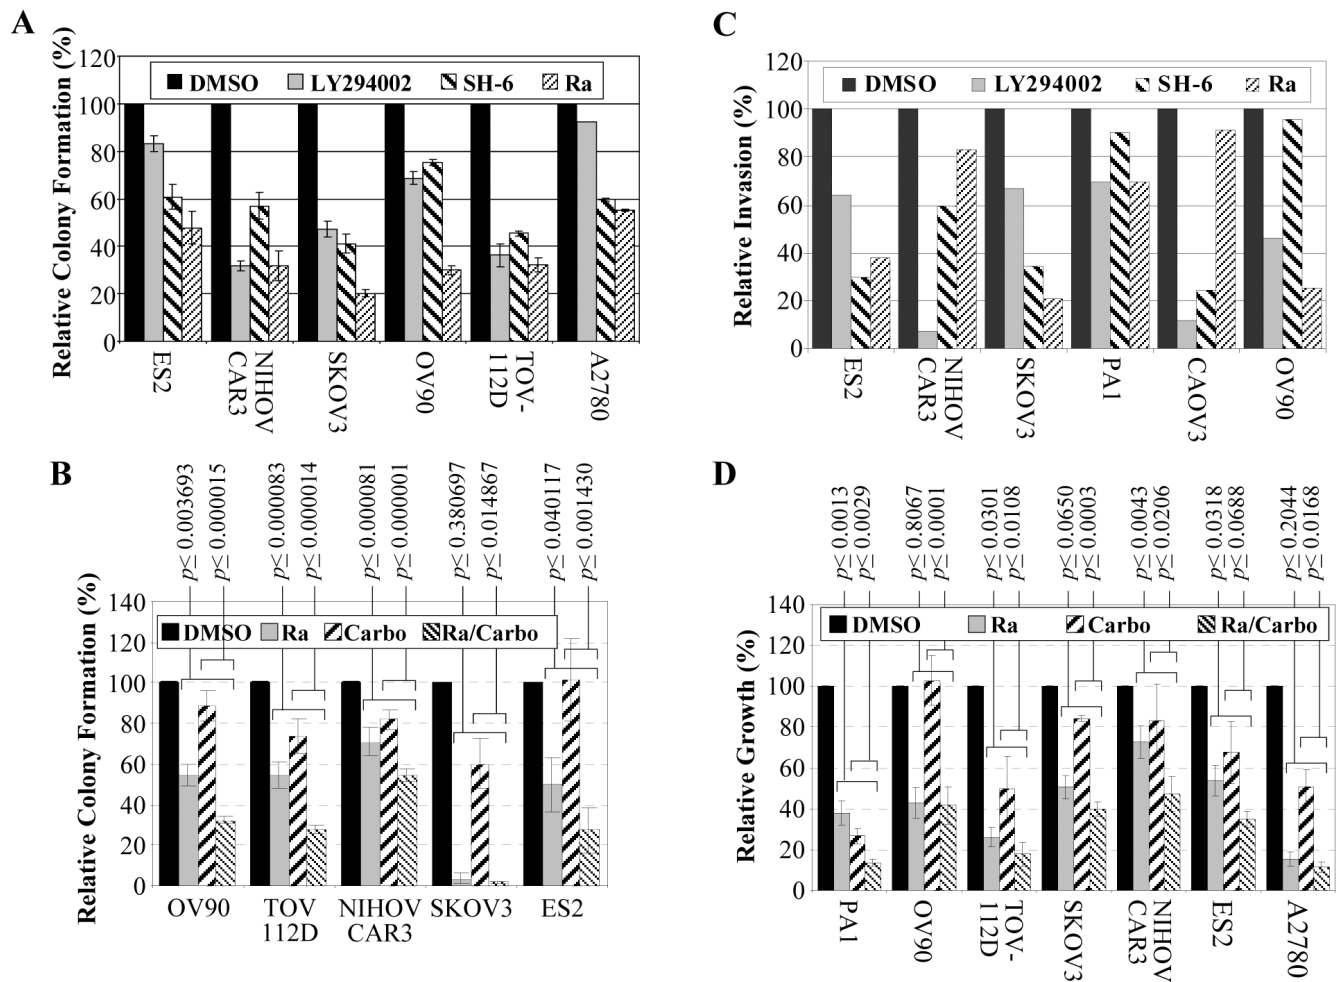 A
Relative Colony Formation (%)
120
100
80
60
40
20
0
DMSO LY294002 SH-6 Ra
ES2
NIHOV
CAR3
SKOV3
OV90
TOV-
112D
A2780
C
Relative Invasion (%)
120
100
80
60
40
20
0
DMSO LY294002 SH-6 Ra
ES2
NIHOV
CAR3
SKOV3
PA1
CAOV3
OV90
B
Relative Colony Formation (%)
p≤ 0.003693
p≤ 0.000015
p≤ 0.000083
p≤ 0.000014
p≤ 0.000081
p≤ 0.000001
p≤ 0.380697
p≤ 0.014867
p≤ 0.040117
p≤ 0.001430
140
120
100
80
60
40
20
0
DMSO Ra Carbo Ra/Carbo
OV90
TOV
112D
NIHOV
CAR3
SKOV3
ES2
D
Relative Growth (%)
p≤ 0.0013
p≤ 0.0029
p≤ 0.8067
p≤ 0.0001
p≤ 0.0301
p≤ 0.0108
p≤ 0.0650
p≤ 0.0003
p≤ 0.0043
p≤ 0.0206
p≤ 0.0318
p≤ 0.0688
p≤ 0.2044
p≤ 0.0168
140
120
100
80
60
40
20
0
DMSO Ra Carbo Ra/Carbo
PA1
OV90
TOV-
112D
SKOV3
NIHOV
CAR3
ES2
A2780